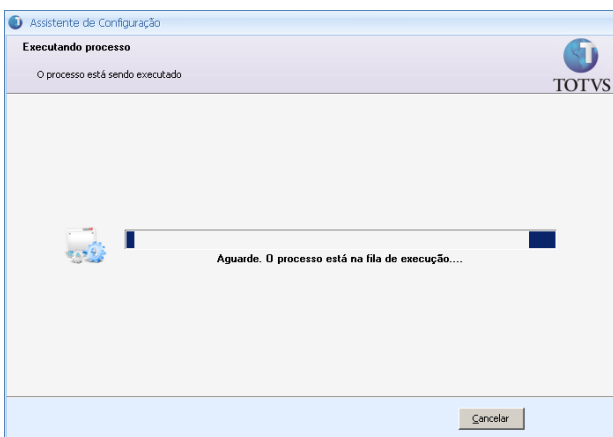 Assistente de Configuração
Executando processo
O processo está sendo executado
TOTVS
Aguarde. O processo está na fila de execução....
Cancelar